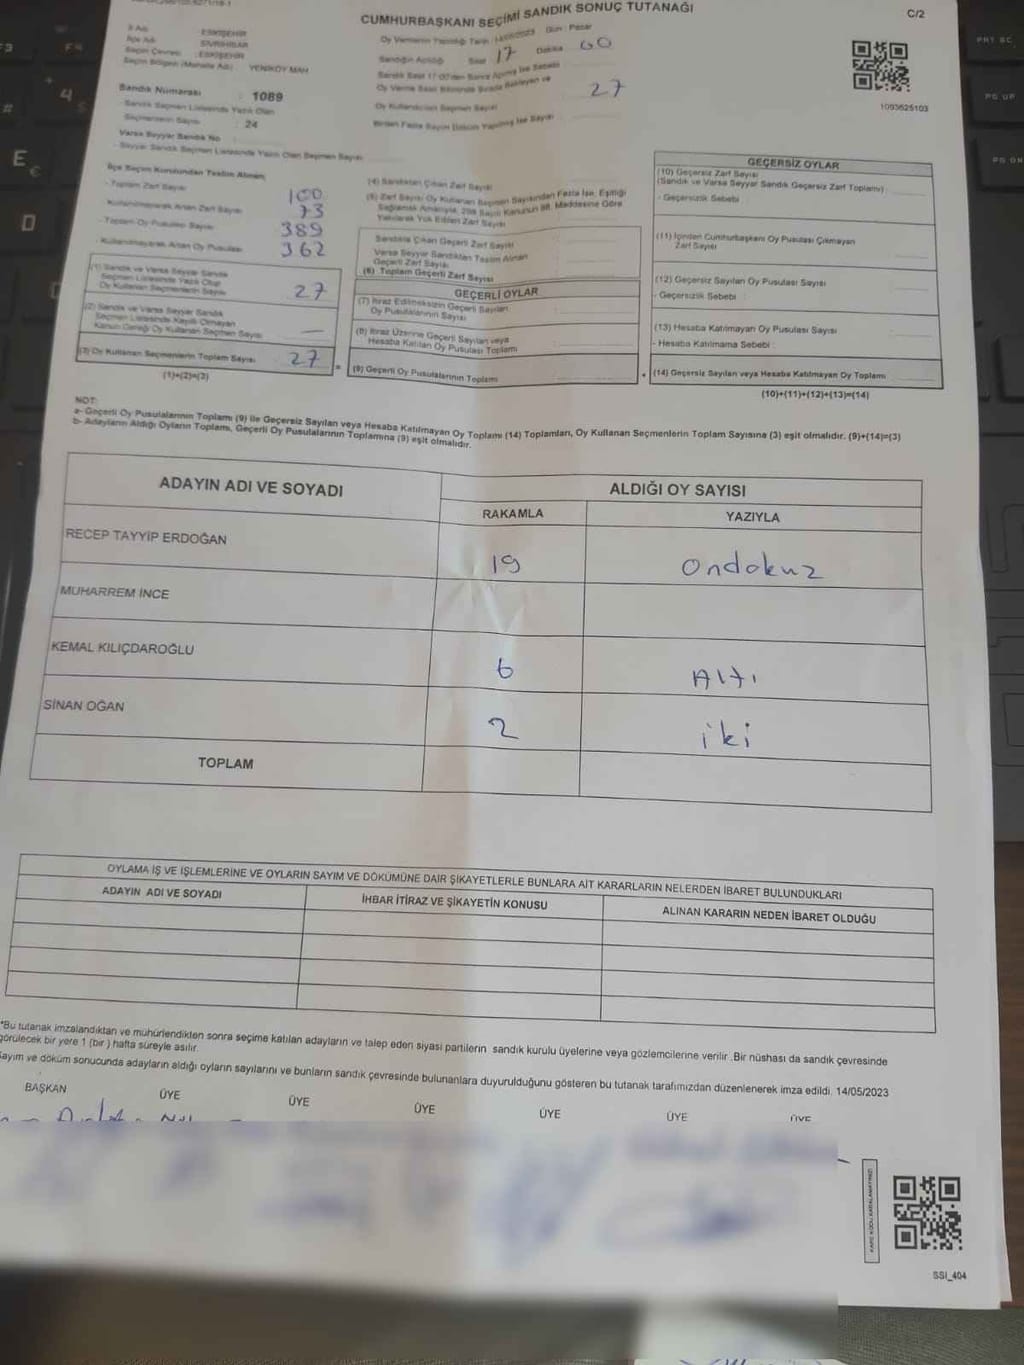 CUMHURBAŞKANI SEÇİMİ SANDIK SONUÇ TUTANAĞI
C/2
İli Adı : ESKİŞEHİR
İlçe Adı : SİVRİHİSAR
Seçim Çevresi : ESKİŞEHİR
Seçim Bölgesi (Mahalle Adı) : YENİKÖY MAH
Sandık Numarası : 1089
Sandık Seçmen Listesinde Yazılı Olan
Seçmenlerin Sayısı : 24
Varsa Seyyar Sandık No
- Seyyar Sandık Seçmen Listesinde Yazılı Olan Seçmen Sayısı
Oy Vermenin Yapıldığı Tarih : 14/05/2023 Gün : Pazar
Sandığın Açıldığı Saat 17 Dakika 00
Sandık Saat 17:00'den Sonra Açılmış İse Sebebi
Oy Verme Saati Bitiminde Sırada Bekleyen ve
Oy Kullandırılan Seçmen Sayısı 27
Birden Fazla Sayım Döküm Yapılmış İse Sayısı
1093625103
İlçe Seçim Kurulundan Teslim Alınan;
- Toplam Zarf Sayısı 100
Kullanılmayarak Artan Zarf Sayısı 73
- Toplam Oy Pusulası Sayısı 389
- Kullanılmayarak Artan Oy Pusulası 362
(1) Sandık ve Varsa Seyyar Sandık
Seçmen Listesinde Yazılı Olup
Oy Kullanan Seçmenlerin Sayısı 27
(2) Sandık ve Varsa Seyyar Sandık
Seçmen Listesinde Kayıtlı Olmayan
Kanun Gereği Oy Kullanan Seçmen Sayısı —
(3) Oy Kullanan Seçmenlerin Toplam Sayısı 27
(1)+(2)=(3)
=
(4) Sandıktan Çıkan Zarf Sayısı
(5) Zarf Sayısı Oy Kullanan Seçmen Sayısından Fazla İse, Eşitliği
Sağlamak Amacıyla, 298 Sayılı Kanunun 98. Maddesine Göre
Yakılarak Yok Edilen Zarf Sayısı
Sandıkta Çıkan Geçerli Zarf Sayısı
Varsa Seyyar Sandıktan Teslim Alınan
Geçerli Zarf Sayısı
(6) Toplam Geçerli Zarf Sayısı
GEÇERLİ OYLAR
(7) İtiraz Edilmeksizin Geçerli Sayılan
Oy Pusulalarının Sayısı
(8) İtiraz Üzerine Geçerli Sayılan veya
Hesaba Katılan Oy Pusulası Toplamı
(9) Geçerli Oy Pusulalarının Toplamı
+
GEÇERSİZ OYLAR
(10) Geçersiz Zarf Sayısı
(Sandık ve Varsa Seyyar Sandık Geçersiz Zarf Toplamı)
- Geçersizlik Sebebi :
(11) İçinden Cumhurbaşkanı Oy Pusulası Çıkmayan
Zarf Sayısı
(12) Geçersiz Sayılan Oy Pusulası Sayısı
- Geçersizlik Sebebi :
(13) Hesaba Katılmayan Oy Pusulası Sayısı
- Hesaba Katılmama Sebebi :
(14) Geçersiz Sayılan veya Hesaba Katılmayan Oy Toplamı
(10)+(11)+(12)+(13)=(14)
NOT:
a- Geçerli Oy Pusulalarının Toplamı (9) ile Geçersiz Sayılan veya Hesaba Katılmayan Oy Toplamı (14) Toplamları, Oy Kullanan Seçmenlerin Toplam Sayısına (3) eşit olmalıdır. (9)+(14)=(3)
b- Adayların Aldığı Oyların Toplamı, Geçerli Oy Pusulalarının Toplamına (9) eşit olmalıdır.
ADAYIN ADI VE SOYADI
ALDIĞI OY SAYISI
RAKAMLA YAZIYLA
RECEP TAYYİP ERDOĞAN 19 Ondokuz
MUHARREM İNCE
KEMAL KILIÇDAROĞLU 6 Altı
SİNAN OĞAN 2 iki
TOPLAM
OYLAMA İŞ VE İŞLEMLERİNE VE OYLARIN SAYIM VE DÖKÜMÜNE DAİR ŞİKAYETLERLE BUNLARA AİT KARARLARIN NELERDEN İBARET BULUNDUKLARI
ADAYIN ADI VE SOYADI İHBAR İTİRAZ VE ŞİKAYETİN KONUSU ALINAN KARARIN NEDEN İBARET OLDUĞU
*Bu tutanak imzalandıktan ve mühürlendikten sonra seçime katılan adayların ve talep eden siyasi partilerin sandık kurulu üyelerine veya gözlemcilerine verilir .Bir nüshası da sandık çevresinde
görülecek bir yere 1 (bir ) hafta süreyle asılır.
Sayım ve döküm sonucunda adayların aldığı oyların sayılarını ve bunların sandık çevresinde bulunanlara duyurulduğunu gösteren bu tutanak tarafımızdan düzenlenerek imza edildi. 14/05/2023
BAŞKAN ÜYE ÜYE ÜYE ÜYE ÜYE ÜYE
KARE KODU KARALAMAYINIZ
SSİ_404
F4
4
E
€
PRT SC
PG UP